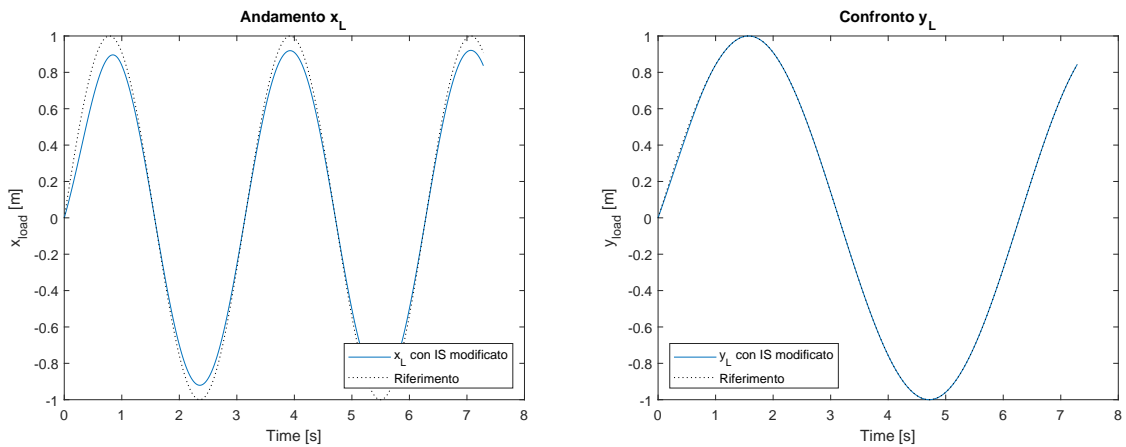 Andamento x_L
1
0.8
0.6
0.4
0.2
0
-0.2
-0.4
-0.6
-0.8
-1
x_load [m]
0 1 2 3 4 5 6 7 8
Time [s]
x_L con IS modificato
Riferimento
Confronto y_L
1
0.8
0.6
0.4
0.2
0
-0.2
-0.4
-0.6
-0.8
-1
y_load [m]
0 1 2 3 4 5 6 7 8
Time [s]
y_L con IS modificato
Riferimento